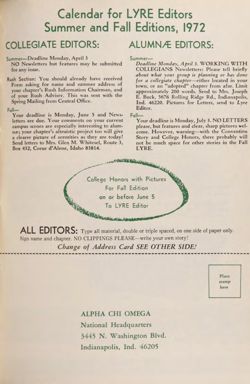 Calendar for LYRE Editors
Summer and Fall Editions, 1972
COLLEGIATE EDITORS:
Summer—Deadline Monday, April 3
NO Newsletters but features may be submitted
for any issue.
Rush Section: You should already have received
Form asking for name and summer address of
your chapter's Rush Information Chairman, and
of your Rush Adviser. This was sent with the
Spring Mailing from Central Office.
Fall—
Your deadline is Monday, June 5 and News-
letters are due. Your comments on your current
campus scenes are especially interesting to alum-
nae; your chapter's altruistic project too will give
a clearer picture of sororities as they are today!
Send letters to Mrs. Glen M. Whitesel, Route 3,
Box 452, Coeur d'Alene, Idaho 83814.
ALUMNÆ EDITORS:
Summer—
Deadline Monday, April 3. WORKING WITH
COLLEGIANS Newsletters: Please tell briefly
about what your group is planning or has done
for a collegiate chapter—either located in your
town, or an "adopted" chapter from afar. Limit
approximately 200 words. Send to Mrs. Joseph
E. Beck, 5876 Rolling Ridge Rd., Indianapolis,
Ind. 46220. Pictures for Letters, send to Lyre
Editor.
Fall—
Your deadline is Monday, July 3. NO LETTERS
please, but features and clear, sharp pictures wel-
come. However, warning—with the Convention
Story and College Honors, there probably will
not be much space for other stories in the Fall
LYRE.
College Honors with Pictures
For Fall Edition
on or before June 5
To LYRE Editor
ALL EDITORS: Type all material, double or triple spaced, on one side of paper only.
Sign name and chapter. NO CLIPPINGS PLEASE—write your own story!
Change of Address Card SEE OTHER SIDE!
Place
stamp
here
ALPHA CHI OMEGA
National Headquarters
3445 N. Washington Blvd.
Indianapolis, Ind. 46205